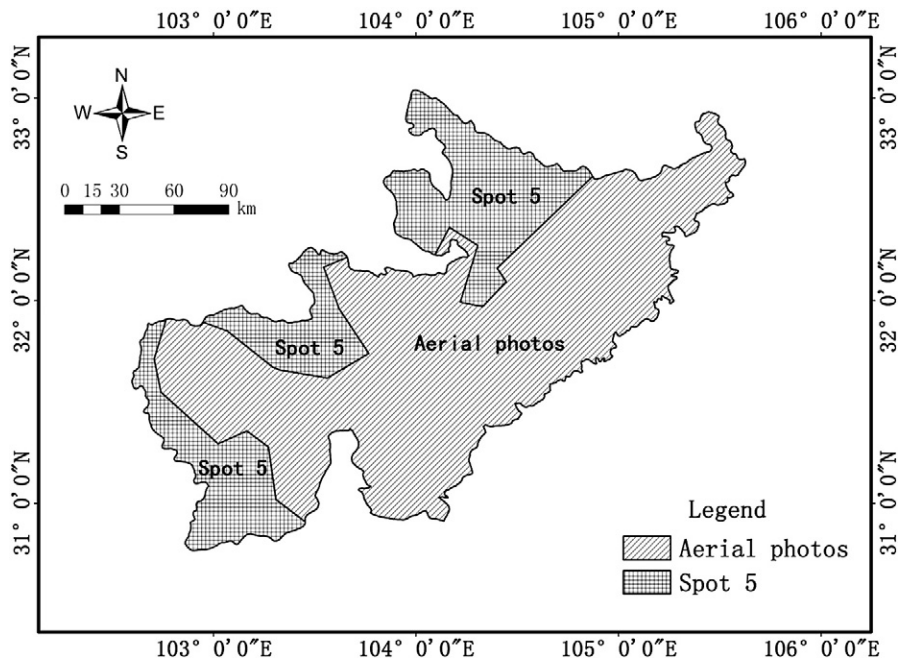 103° 0′0″E 104° 0′0″E 105° 0′0″E 106° 0′0″E
33° 0′0″N
33° 0′0″N
N
W E
S
0 15 30 60 90
km
Spot 5
32° 0′0″N
32° 0′0″N
Spot 5
Aerial photos
Spot 5
31° 0′0″N
31° 0′0″N
Legend
Aerial photos
Spot 5
103° 0′0″E 104° 0′0″E 105° 0′0″E 106° 0′0″E